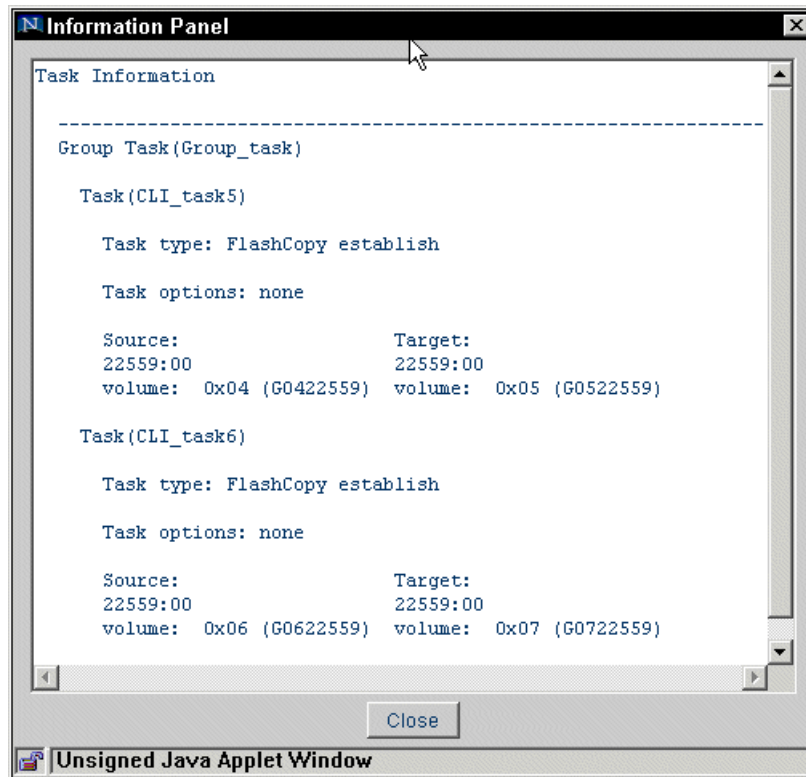 N Information Panel
Task Information
---------------------------------------------------------------
Group Task(Group_task)
Task(CLI_task5)
Task type: FlashCopy establish
Task options: none
Source: Target:
22559:00 22559:00
volume: 0x04 (G0422559) volume: 0x05 (G0522559)
Task(CLI_task6)
Task type: FlashCopy establish
Task options: none
Source: Target:
22559:00 22559:00
volume: 0x06 (G0622559) volume: 0x07 (G0722559)
Close
Unsigned Java Applet Window